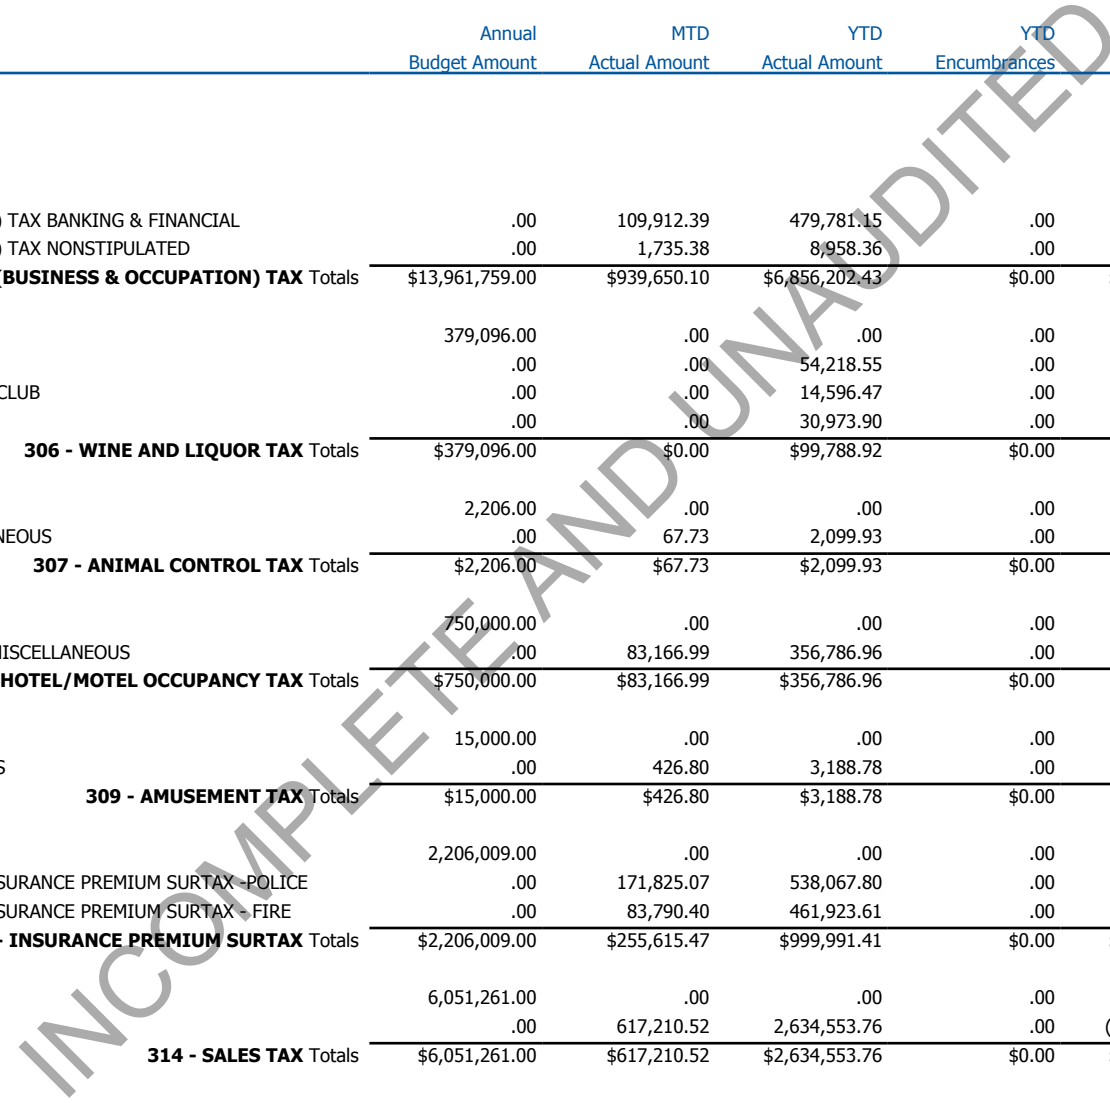 Annual MTD YTD YTD
Budget Amount Actual Amount Actual Amount Encumbrances
) TAX BANKING & FINANCIAL .00 109,912.39 479,781.15 .00
) TAX NONSTIPULATED .00 1,735.38 8,958.36 .00
(BUSINESS & OCCUPATION) TAX Totals $13,961,759.00 $939,650.10 $6,856,202.43 $0.00
379,096.00 .00 .00 .00
.00 .00 54,218.55 .00
CLUB .00 .00 14,596.47 .00
.00 .00 30,973.90 .00
306 - WINE AND LIQUOR TAX Totals $379,096.00 $0.00 $99,788.92 $0.00
2,206.00 .00 .00 .00
NEOUS .00 67.73 2,099.93 .00
307 - ANIMAL CONTROL TAX Totals $2,206.00 $67.73 $2,099.93 $0.00
750,000.00 .00 .00 .00
MISCELLANEOUS .00 83,166.99 356,786.96 .00
HOTEL/MOTEL OCCUPANCY TAX Totals $750,000.00 $83,166.99 $356,786.96 $0.00
15,000.00 .00 .00 .00
S .00 426.80 3,188.78 .00
309 - AMUSEMENT TAX Totals $15,000.00 $426.80 $3,188.78 $0.00
2,206,009.00 .00 .00 .00
SURANCE PREMIUM SURTAX -POLICE .00 171,825.07 538,067.80 .00
SURANCE PREMIUM SURTAX - FIRE .00 83,790.40 461,923.61 .00
- INSURANCE PREMIUM SURTAX Totals $2,206,009.00 $255,615.47 $999,991.41 $0.00
6,051,261.00 .00 .00 .00
.00 617,210.52 2,634,553.76 .00 (
314 - SALES TAX Totals $6,051,261.00 $617,210.52 $2,634,553.76 $0.00
INCOMPLETE AND UNAUDITED